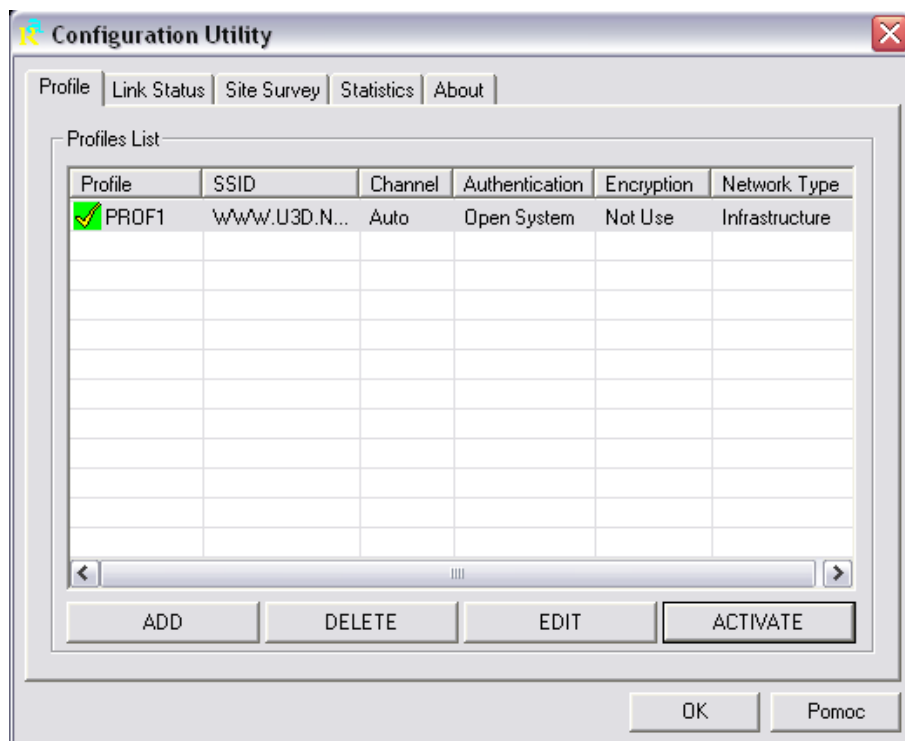 Configuration Utility
Profile Link Status Site Survey Statistics About
Profiles List
Profile SSID Channel Authentication Encryption Network Type
PROF1 WWW.U3D.N... Auto Open System Not Use Infrastructure
ADD DELETE EDIT ACTIVATE
OK Pomoc